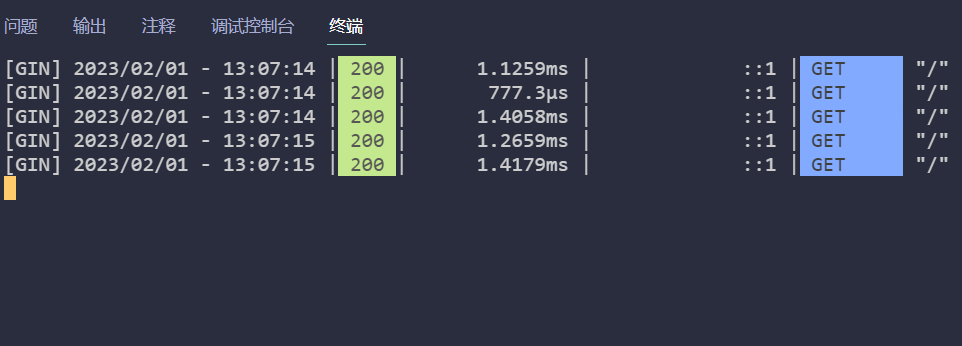 问题 输出 注释 调试控制台 终端
[GIN] 2023/02/01 - 13:07:14 | 200 | 1.1259ms | ::1 | GET "/"
[GIN] 2023/02/01 - 13:07:14 | 200 | 777.3µs | ::1 | GET "/"
[GIN] 2023/02/01 - 13:07:14 | 200 | 1.4058ms | ::1 | GET "/"
[GIN] 2023/02/01 - 13:07:15 | 200 | 1.2659ms | ::1 | GET "/"
[GIN] 2023/02/01 - 13:07:15 | 200 | 1.4179ms | ::1 | GET "/"